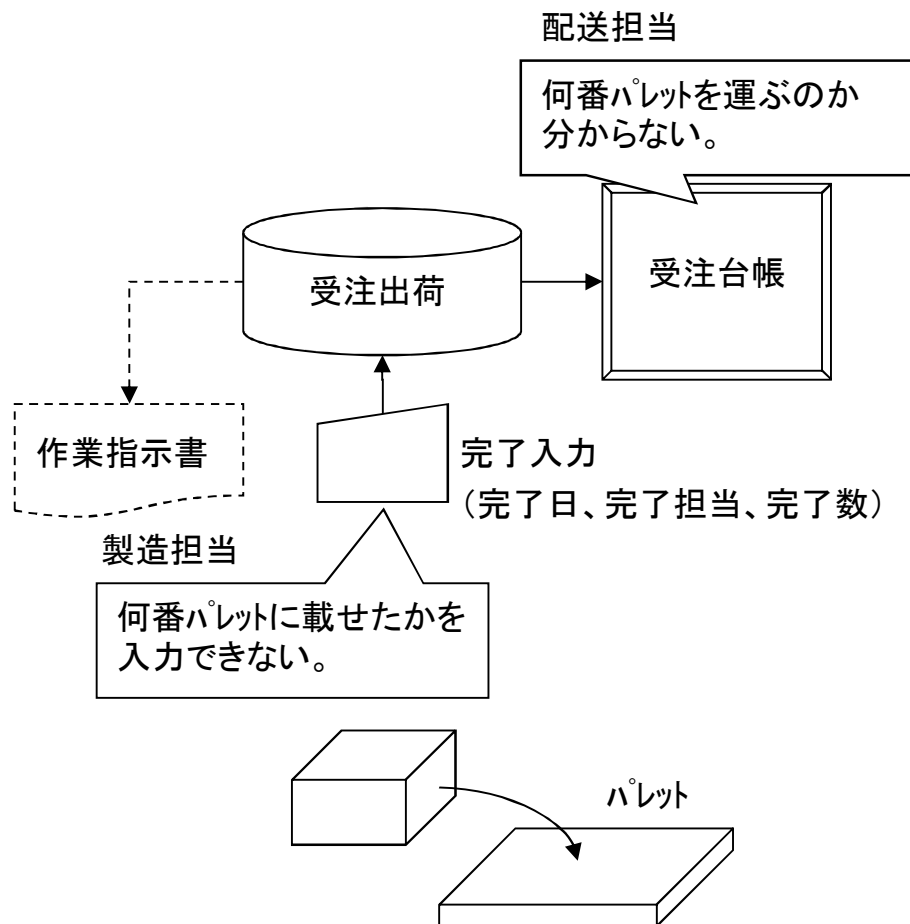 配送担当
何番パレットを運ぶのか
分からない。
受注出荷
受注台帳
作業指示書
完了入力
（完了日、完了担当、完了数）
製造担当
何番パレットに載せたかを
入力できない。
パレット